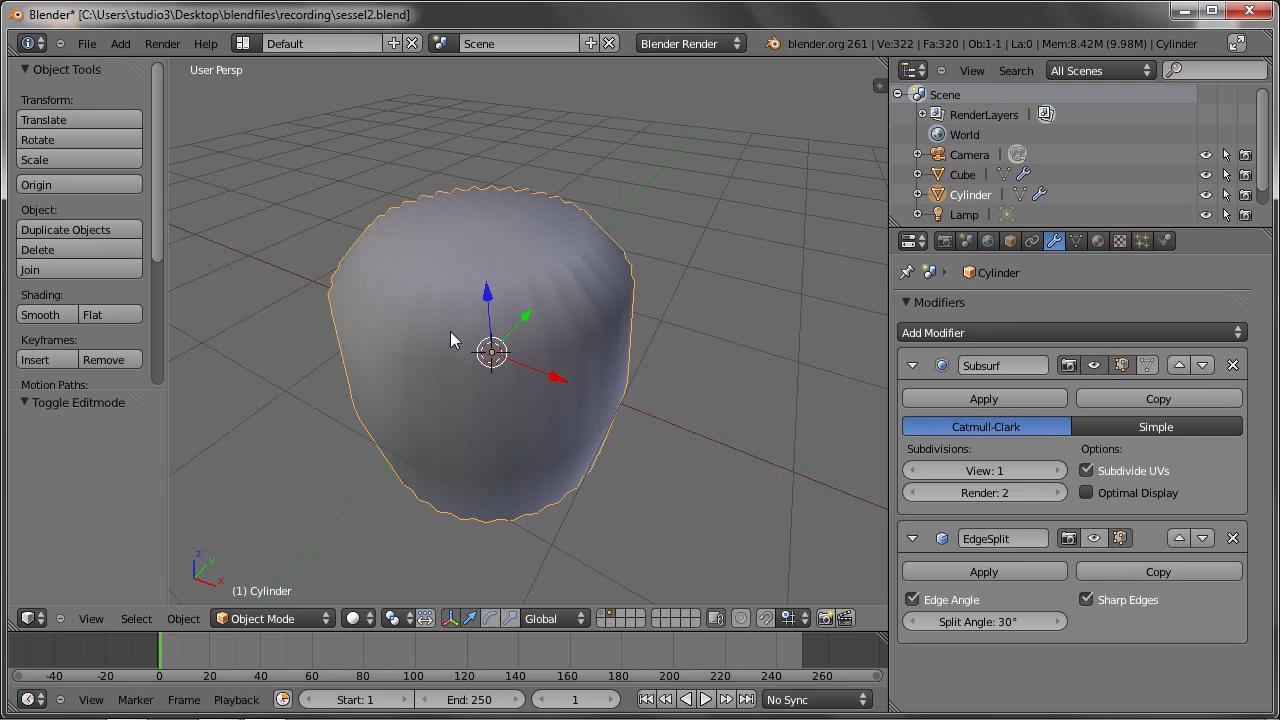 Blender* [C:\Users\studio3\Desktop\blendfiles\recording\sessel2.blend]
File Add Render Help Default Scene Blender Render blender.org 261 | Ve:322 | Fa:320 | Ob:1-1 | La:0 | Mem:8.42M (9.98M) | Cylinder
Object Tools
Transform:
Translate
Rotate
Scale
Origin
Object:
Duplicate Objects
Delete
Join
Shading:
Smooth Flat
Keyframes:
Insert Remove
Motion Paths:
Toggle Editmode
User Persp
z
y
x
(1) Cylinder
View Select Object Object Mode Global
-40 -20 0 20 40 60 80 100 120 140 160 180 200 220 240 260
View Marker Frame Playback Start: 1 End: 250 1 No Sync
View Search All Scenes
Scene
RenderLayers
World
Camera
Cube
Cylinder
Lamp
Cylinder
Modifiers
Add Modifier
Subsurf
Apply Copy
Catmull-Clark Simple
Subdivisions: Options:
View: 1 Subdivide UVs
Render: 2 Optimal Display
EdgeSplit
Apply Copy
Edge Angle Sharp Edges
Split Angle: 30°